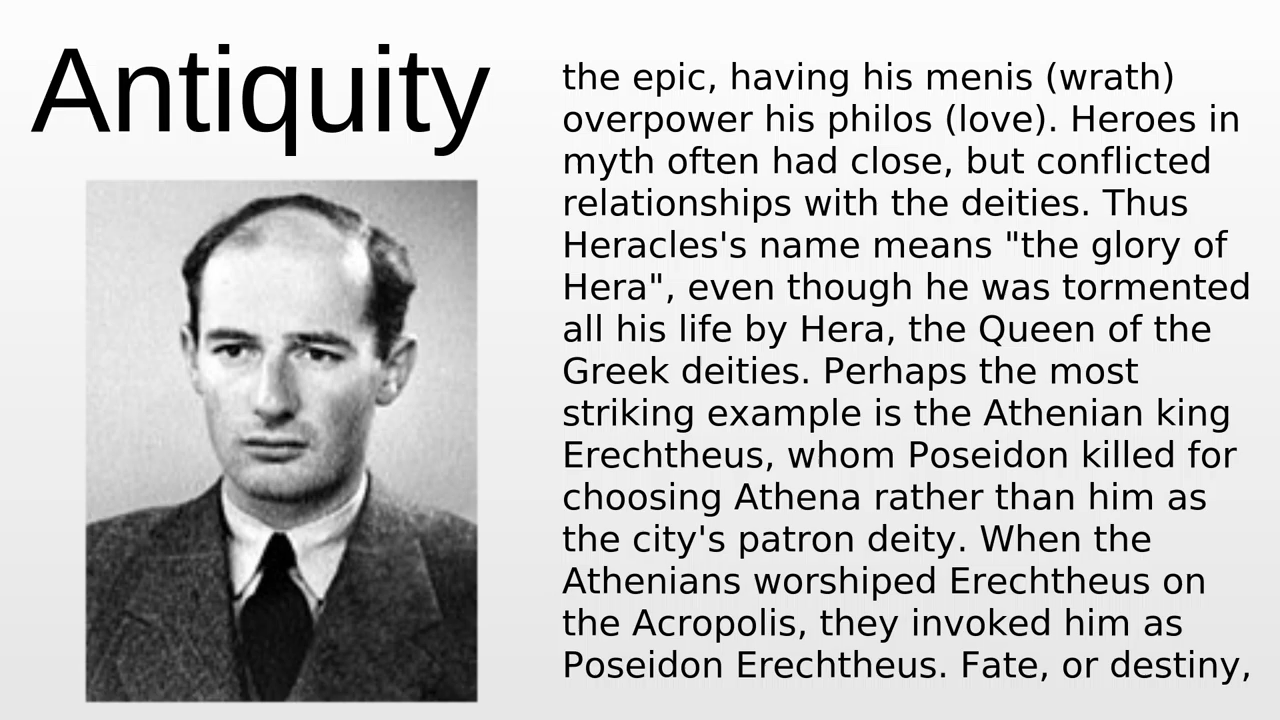 Antiquity
the epic, having his menis (wrath)
overpower his philos (love). Heroes in
myth often had close, but conflicted
relationships with the deities. Thus
Heracles's name means "the glory of
Hera", even though he was tormented
all his life by Hera, the Queen of the
Greek deities. Perhaps the most
striking example is the Athenian king
Erechtheus, whom Poseidon killed for
choosing Athena rather than him as
the city's patron deity. When the
Athenians worshiped Erechtheus on
the Acropolis, they invoked him as
Poseidon Erechtheus. Fate, or destiny,